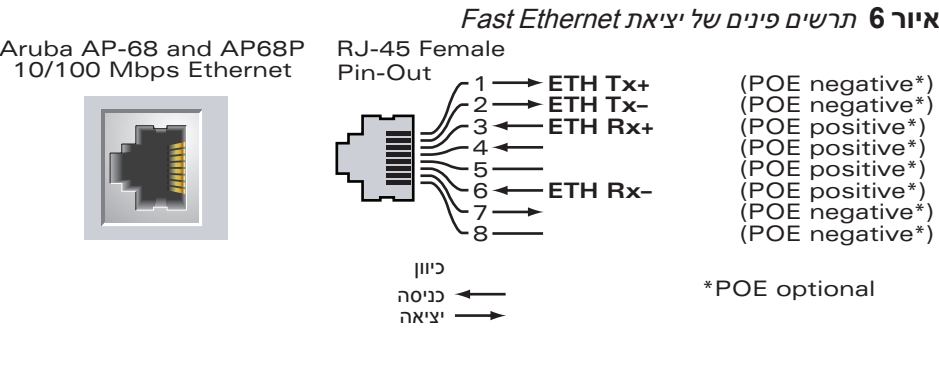 איור 6 תרשים פינים של יציאת Fast Ethernet
Aruba AP-68 and AP68P
10/100 Mbps Ethernet
RJ-45 Female
Pin-Out
1 ETH Tx+ (POE negative*)
2 ETH Tx– (POE negative*)
3 ETH Rx+ (POE positive*)
4 (POE positive*)
5 (POE positive*)
6 ETH Rx– (POE positive*)
7 (POE negative*)
8 (POE negative*)
כיוון
כניסה
יציאה
*POE optional